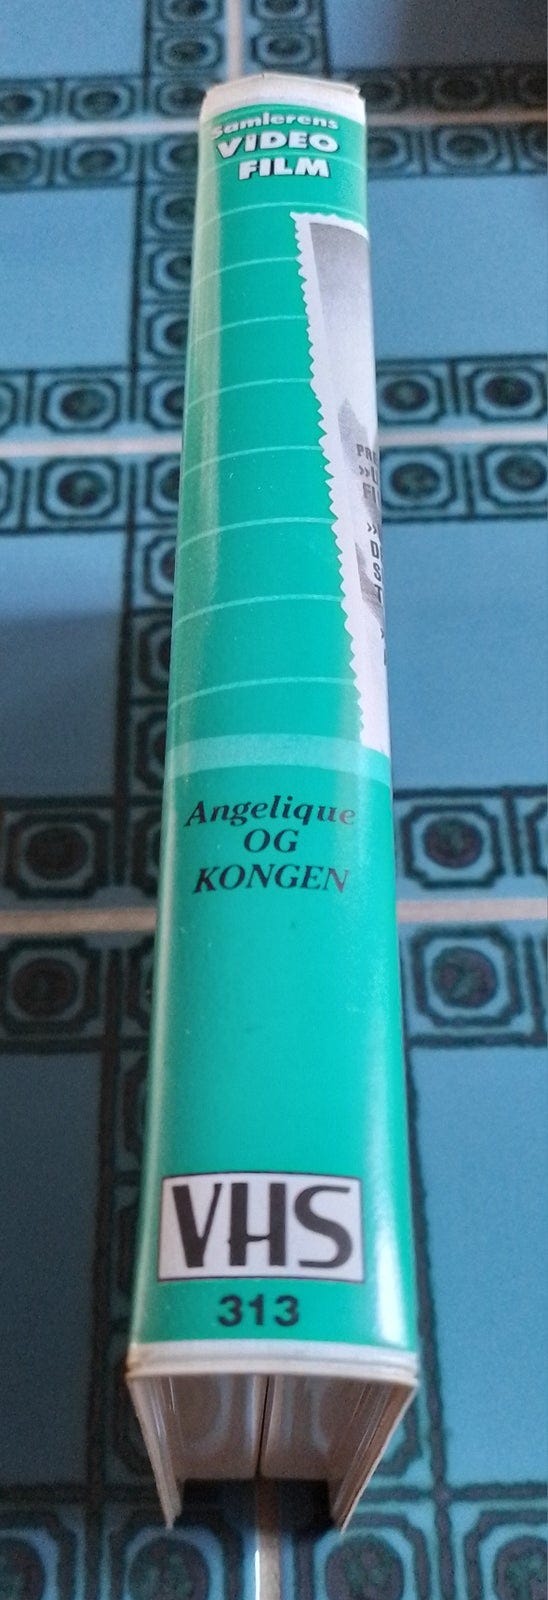 Samlerens
VIDEO
FILM
Angelique
OG
KONGEN
VHS
313